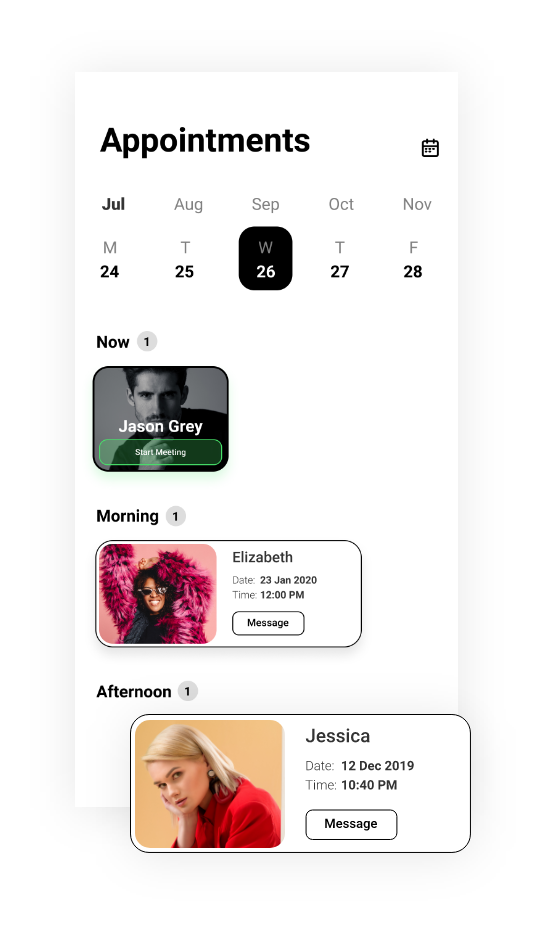 Appointments
Jul Aug Sep Oct Nov
M T W T F
24 25 26 27 28
Now 1
Jason Grey
Start Meeting
Morning 1
Elizabeth
Date: 23 Jan 2020
Time: 12:00 PM
Message
Afternoon 1
Jessica
Date: 12 Dec 2019
Time: 10:40 PM
Message